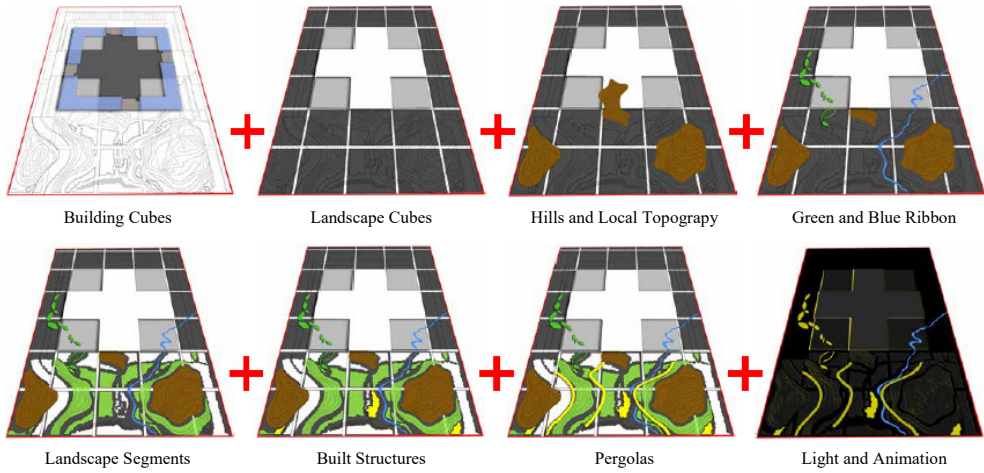 Building Cubes
Landscape Cubes
Hills and Local Topograpy
Green and Blue Ribbon
Landscape Segments
Built Structures
Pergolas
Light and Animation